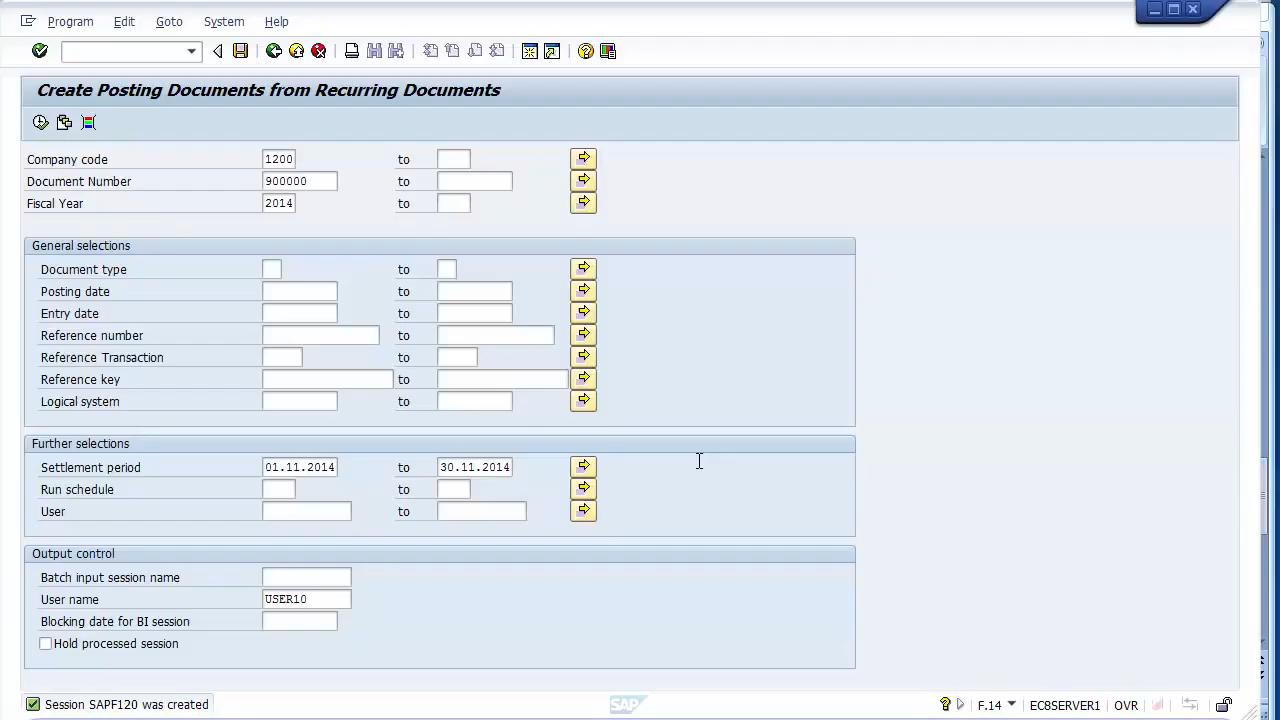 Program Edit Goto System Help
Create Posting Documents from Recurring Documents
Company code 1200 to
Document Number 900000 to
Fiscal Year 2014 to
General selections
Document type to
Posting date to
Entry date to
Reference number to
Reference Transaction to
Reference key to
Logical system to
Further selections
Settlement period 01.11.2014 to 30.11.2014
Run schedule to
User to
Output control
Batch input session name
User name USER10
Blocking date for BI session
Hold processed session
Session SAPF120 was created SAP F.14 EC8SERVER1 OVR